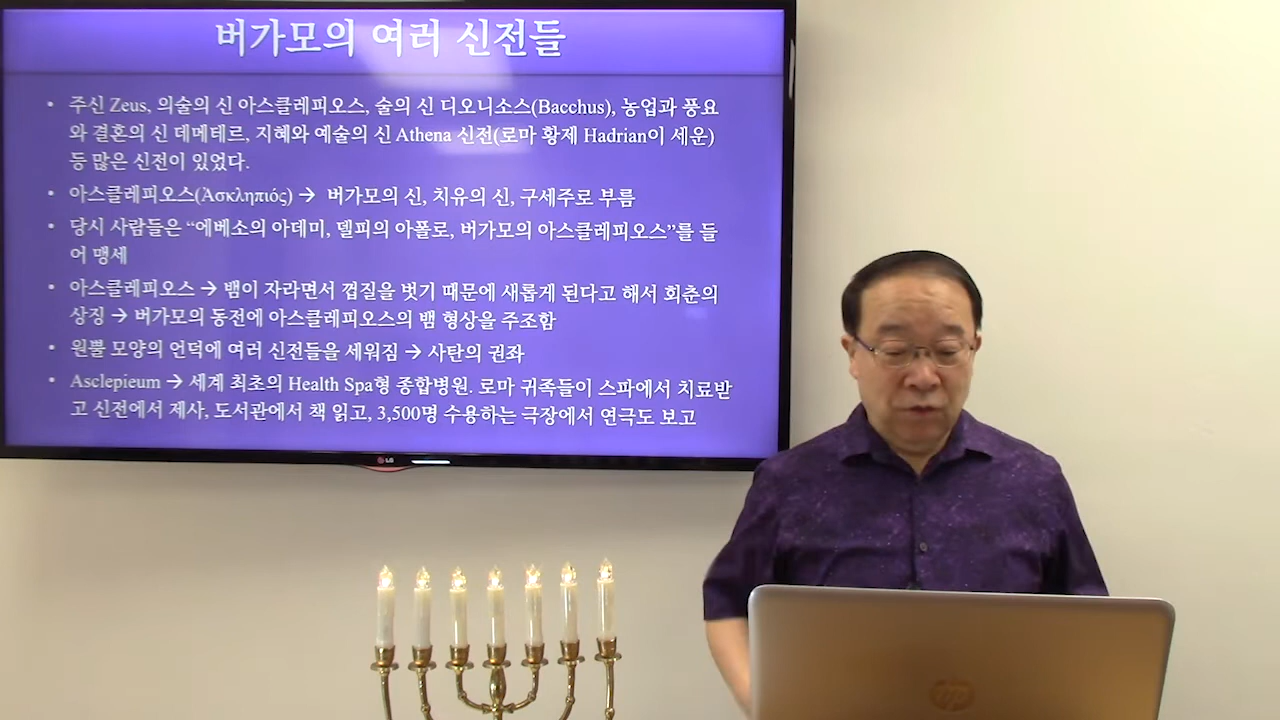 버가모의 여러 신전들
• 주신 Zeus, 의술의 신 아스클레피오스, 술의 신 디오니소스(Bacchus), 농업과 풍요
와 결혼의 신 데메테르, 지혜와 예술의 신 Athena 신전(로마 황제 Hadrian이 세운)
등 많은 신전이 있었다.
• 아스클레피오스(Ἀσκληπιός) → 버가모의 신, 치유의 신, 구세주로 부름
• 당시 사람들은 “에베소의 아데미, 델피의 아폴로, 버가모의 아스클레피오스”를 들
어 맹세
• 아스클레피오스 → 뱀이 자라면서 껍질을 벗기 때문에 새롭게 된다고 해서 회춘의
상징 → 버가모의 동전에 아스클레피오스의 뱀 형상을 주조함
• 원뿔 모양의 언덕에 여러 신전들을 세워짐 → 사탄의 권좌
• Asclepieum → 세계 최초의 Health Spa형 종합병원. 로마 귀족들이 스파에서 치료받
고 신전에서 제사, 도서관에서 책 읽고, 3,500명 수용하는 극장에서 연극도 보고
LG
hp